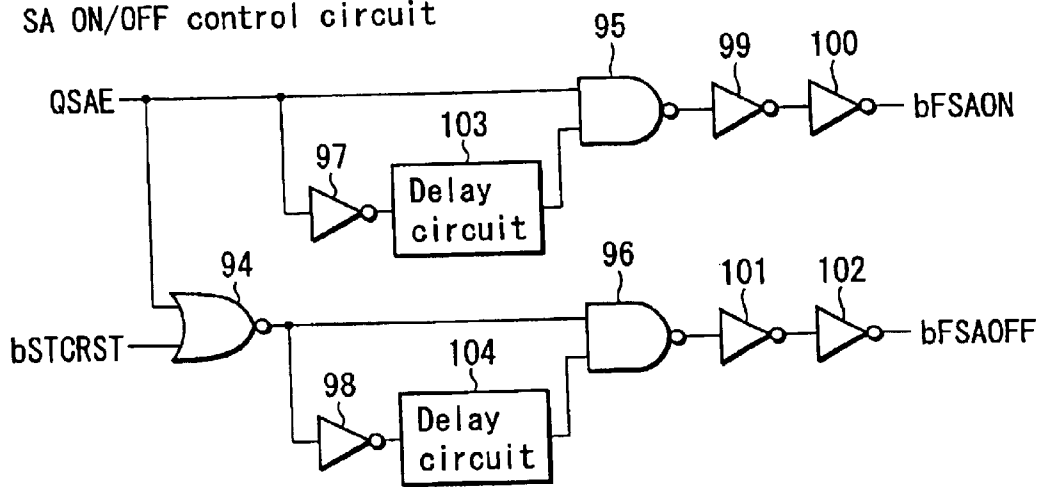 SA ON/OFF control circuit
95
99
100
QSAE
bFSAON
103
97
Delay
circuit
94
96
101
102
bSTCRST
bFSAOFF
104
98
Delay
circuit